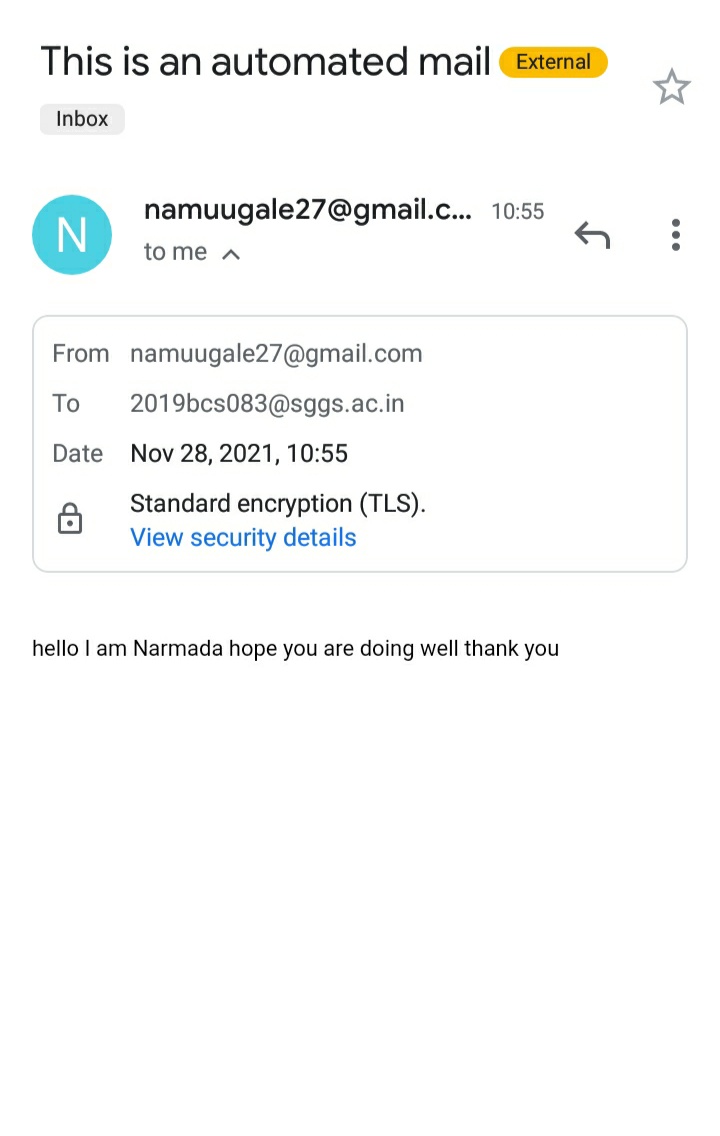 This is an automated mail External
Inbox
N
namuugale27@gmail.c... 10:55
to me
From namuugale27@gmail.com
To 2019bcs083@sggs.ac.in
Date Nov 28, 2021, 10:55
Standard encryption (TLS).
View security details
hello I am Narmada hope you are doing well thank you